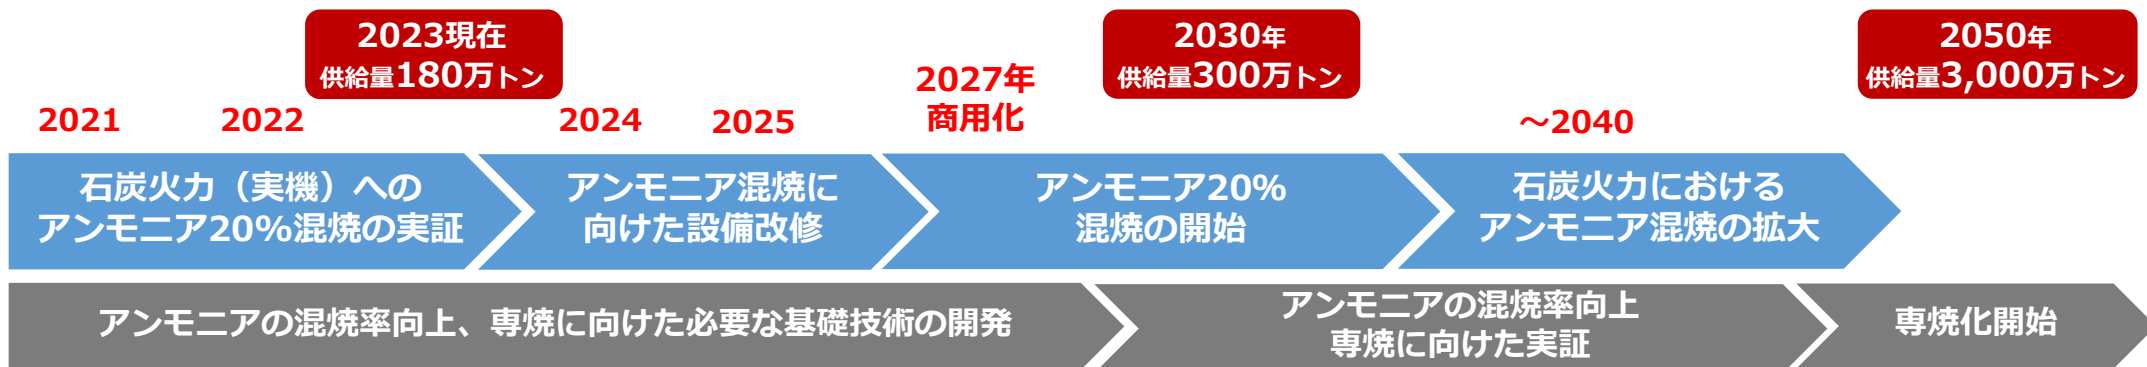 2023現在
供給量180万トン
2030年
供給量300万トン
2050年
供給量3,000万トン
2021
2022
2024
2025
2027年
商用化
～2040
石炭火力（実機）への
アンモニア20%混焼の実証
アンモニア混焼に
向けた設備改修
アンモニア20%
混焼の開始
石炭火力における
アンモニア混焼の拡大
アンモニアの混焼率向上、専焼に向けた必要な基礎技術の開発
アンモニアの混焼率向上
専焼に向けた実証
専焼化開始